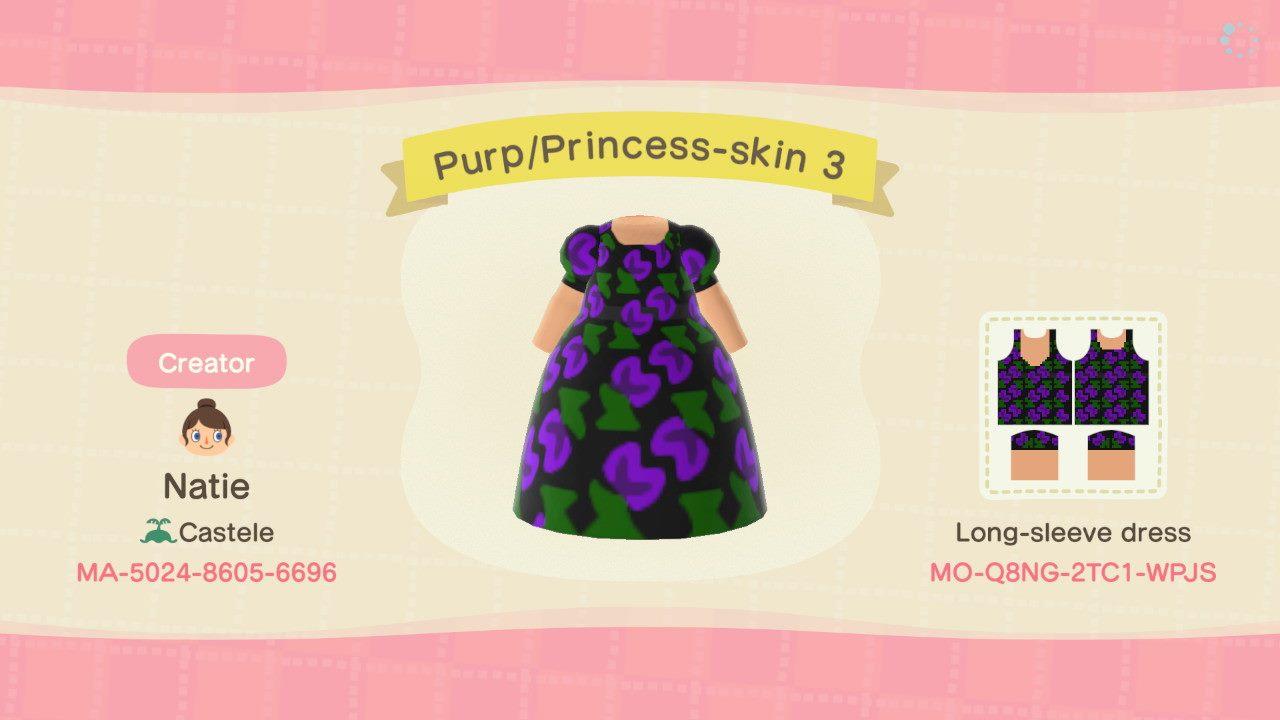 Purp/Princess-skin 3
Creator
Natie
Castele
MA-5024-8605-6696
Long-sleeve dress
MO-Q8NG-2TC1-WPJS